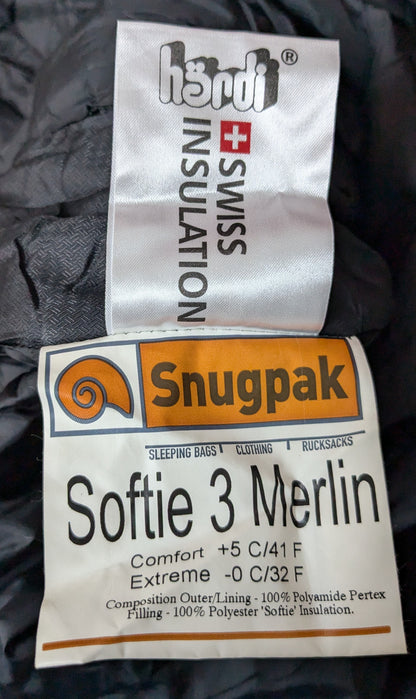 hördi®
SWISS
INSULATION
Snugpak
SLEEPING BAGS CLOTHING RUCKSACKS
Softie 3 Merlin
Comfort +5 C/41 F
Extreme -0 C/32 F
Composition Outer/Lining - 100% Polyamide Pertex
Filling - 100% Polyester 'Softie' Insulation.